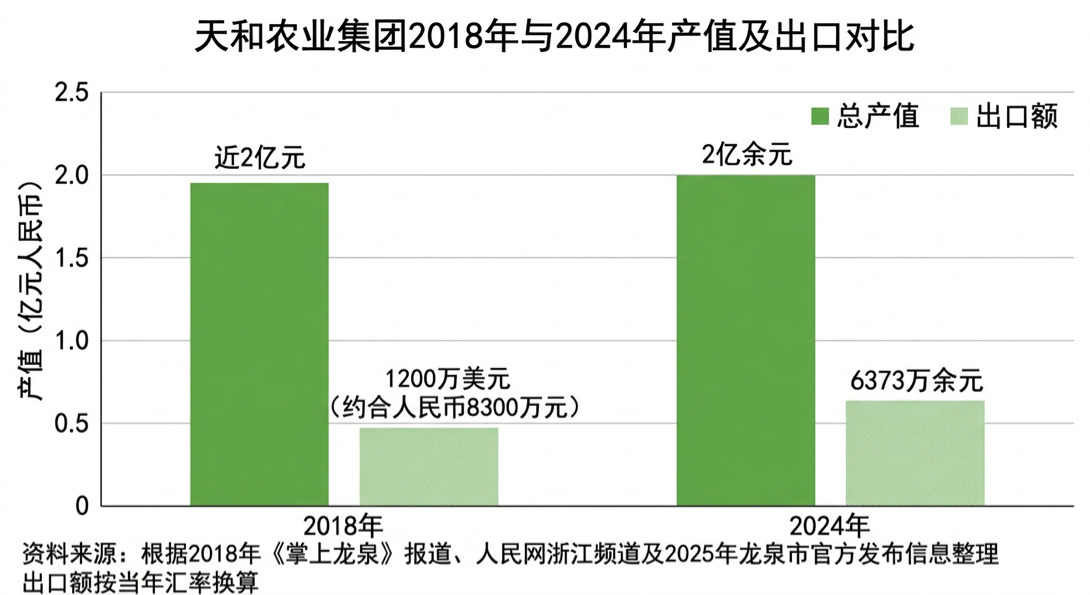 天和农业集团2018年与2024年产值及出口对比
产值（亿元人民币）
2.5
2.0
1.5
1.0
0.5
0
总产值
出口额
近2亿元
1200万美元
（约合人民币8300万元）
2亿余元
6373万余元
2018年
2024年
资料来源：根据2018年《掌上龙泉》报道、人民网浙江频道及2025年龙泉市官方发布信息整理
出口额按当年汇率换算